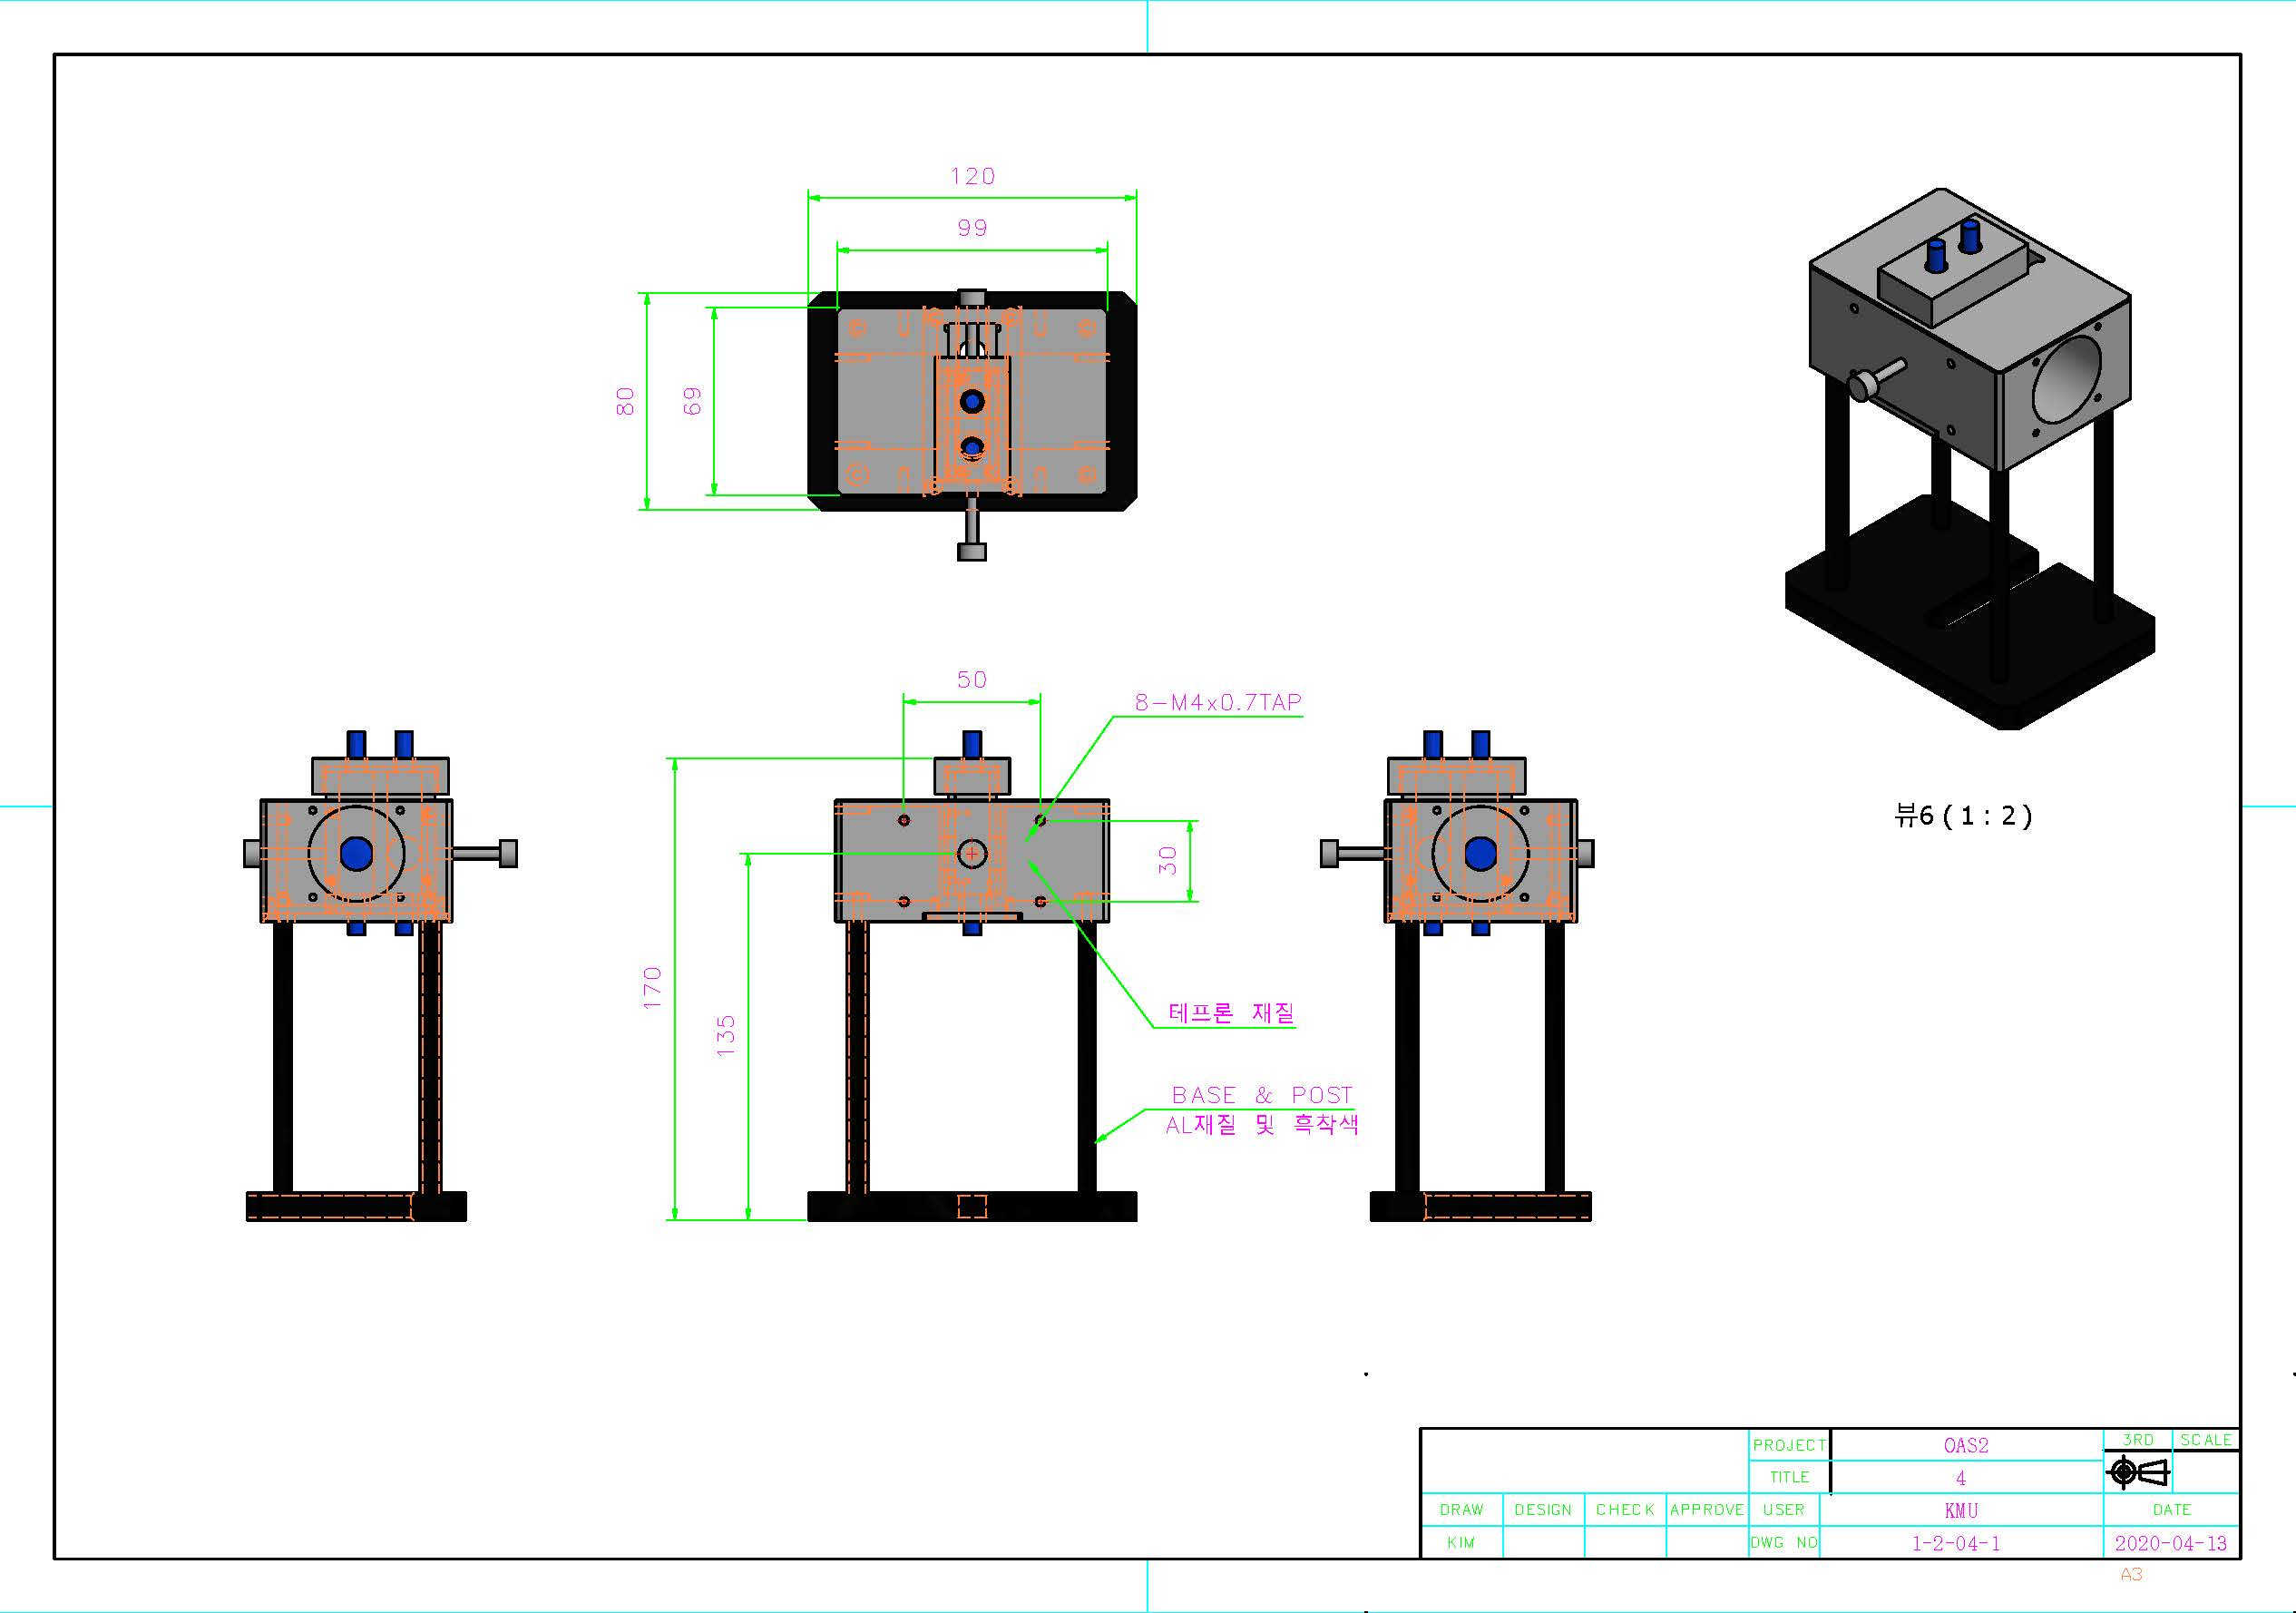 120
99
80
69
50
8-M4x0.7TAP
30
170
135
테프론 재질
BASE & POST
AL재질 및 흑착색
뷰6 ( 1 : 2 )
PROJECT OAS2 3RD SCALE
TITLE 4
DRAW DESIGN CHECK APPROVE USER KMU DATE
KIM DWG NO 1-2-04-1 2020-04-13
A3